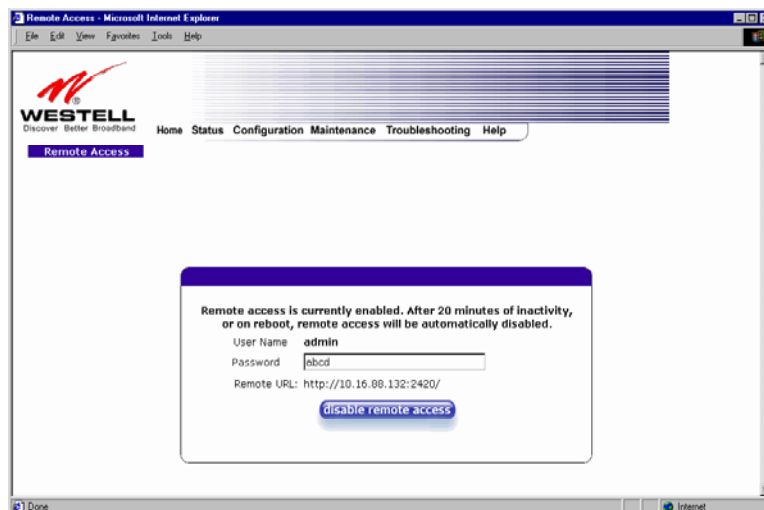 Remote Access - Microsoft Internet Explorer
File Edit View Favorites Tools Help
WESTELL
®
Discover Better Broadband
Home Status Configuration Maintenance Troubleshooting Help
Remote Access
Remote access is currently enabled. After 20 minutes of inactivity,
or on reboot, remote access will be automatically disabled.
User Name admin
Password abcd
Remote URL: http://10.16.88.132:2420/
disable remote access
Done
Internet